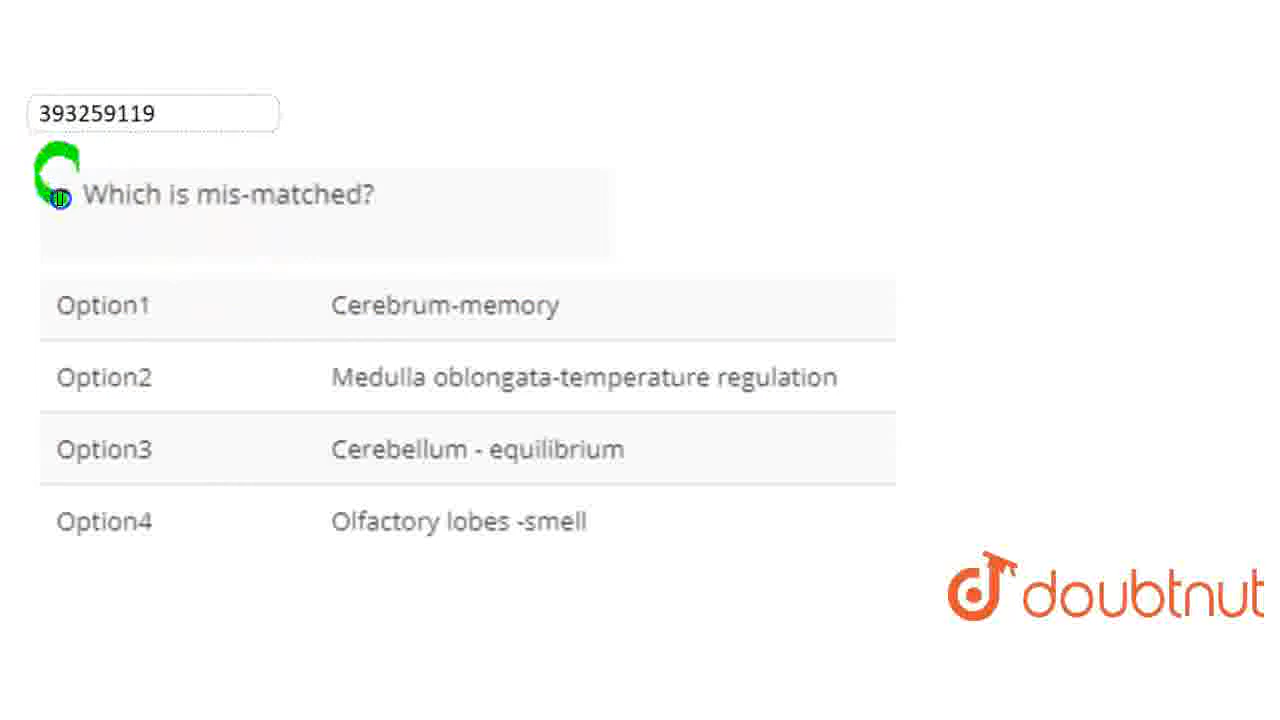 393259119
Which is mis-matched?
Option1 Cerebrum-memory
Option2 Medulla oblongata-temperature regulation
Option3 Cerebellum - equilibrium
Option4 Olfactory lobes -smell
doubtnut